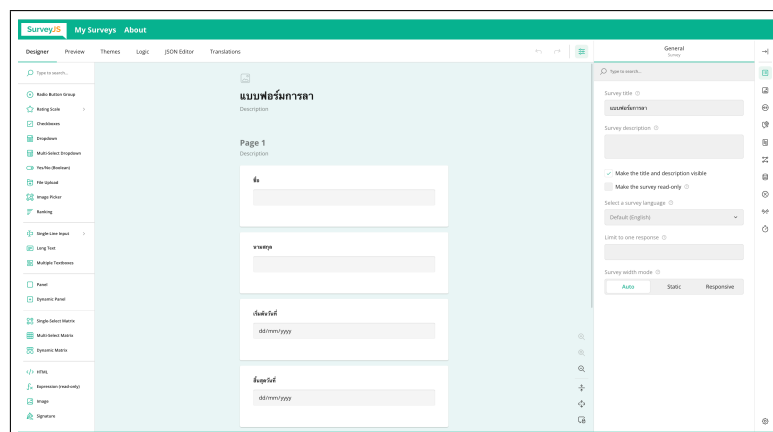 SurveyJS My Surveys About
Designer Preview Themes Logic JSON Editor Translations
General
Survey
Type to search...
Radio Button Group
Rating Scale
Checkboxes
Dropdown
Multi-Select Dropdown
Yes/No (Boolean)
File Upload
Image Picker
Ranking
Single-Line Input
Long Text
Multiple Textboxes
Panel
Dynamic Panel
Single-Select Matrix
Multi-Select Matrix
Dynamic Matrix
HTML
Expression (read-only)
Image
Signature
แบบฟอร์มการลา
Description
Page 1
Description
ชื่อ
นามสกุล
เริ่มต้นวันที่
dd/mm/yyyy
สิ้นสุดวันที่
dd/mm/yyyy
Type to search...
Survey title
แบบฟอร์มการลา
Survey description
Make the title and description visible
Make the survey read-only
Select a survey language
Default (English)
Limit to one response
Survey width mode
Auto Static Responsive